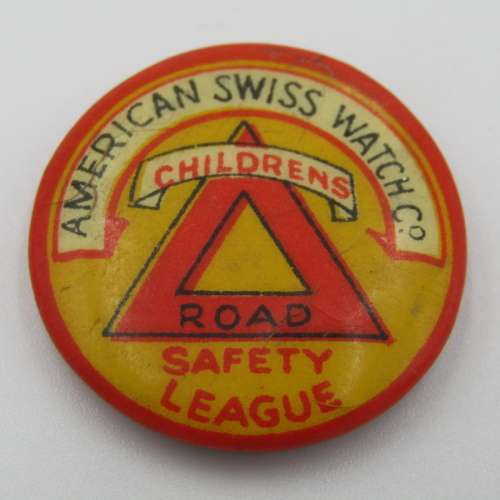 AMERICAN SWISS WATCH Co.
CHILDRENS
ROAD
SAFETY
LEAGUE